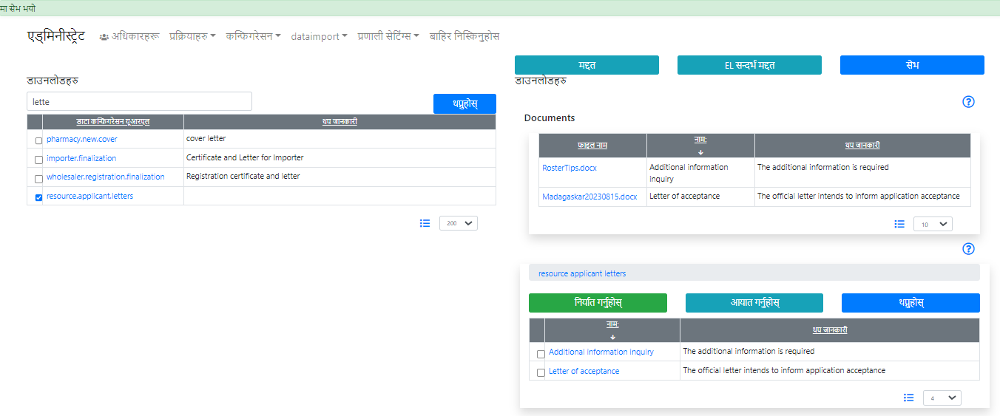 मा सेभ भयो
एड्मिनीस्ट्रेट अधिकारहरू प्रक्रियाहरु कन्फिगरेसन dataimport प्रणाली सेटिंग्स बाहिर निस्किनुहोस
मद्दत EL सन्दर्भ मद्दत सेभ
डाउनलोडहरु
lette थप्नुहोस्
डाटा कन्फिगरेसन यूआरएल थप जानकारी
pharmacy.new.cover cover letter
importer.finalization Certificate and Letter for Importer
wholesaler.registration.finalization Registration certificate and letter
resource.applicant.letters
200
डाउनलोडहरु
Documents
फाइल नाम नाम: थप जानकारी
RosterTips.docx Additional information inquiry The additional information is required
Madagaskar20230815.docx Letter of acceptance The official letter intends to inform application acceptance
10
resource applicant letters
निर्यात गर्नुहोस् आयात गर्नुहोस् थप्नुहोस्
नाम: थप जानकारी
Additional information inquiry The additional information is required
Letter of acceptance The official letter intends to inform application acceptance
4